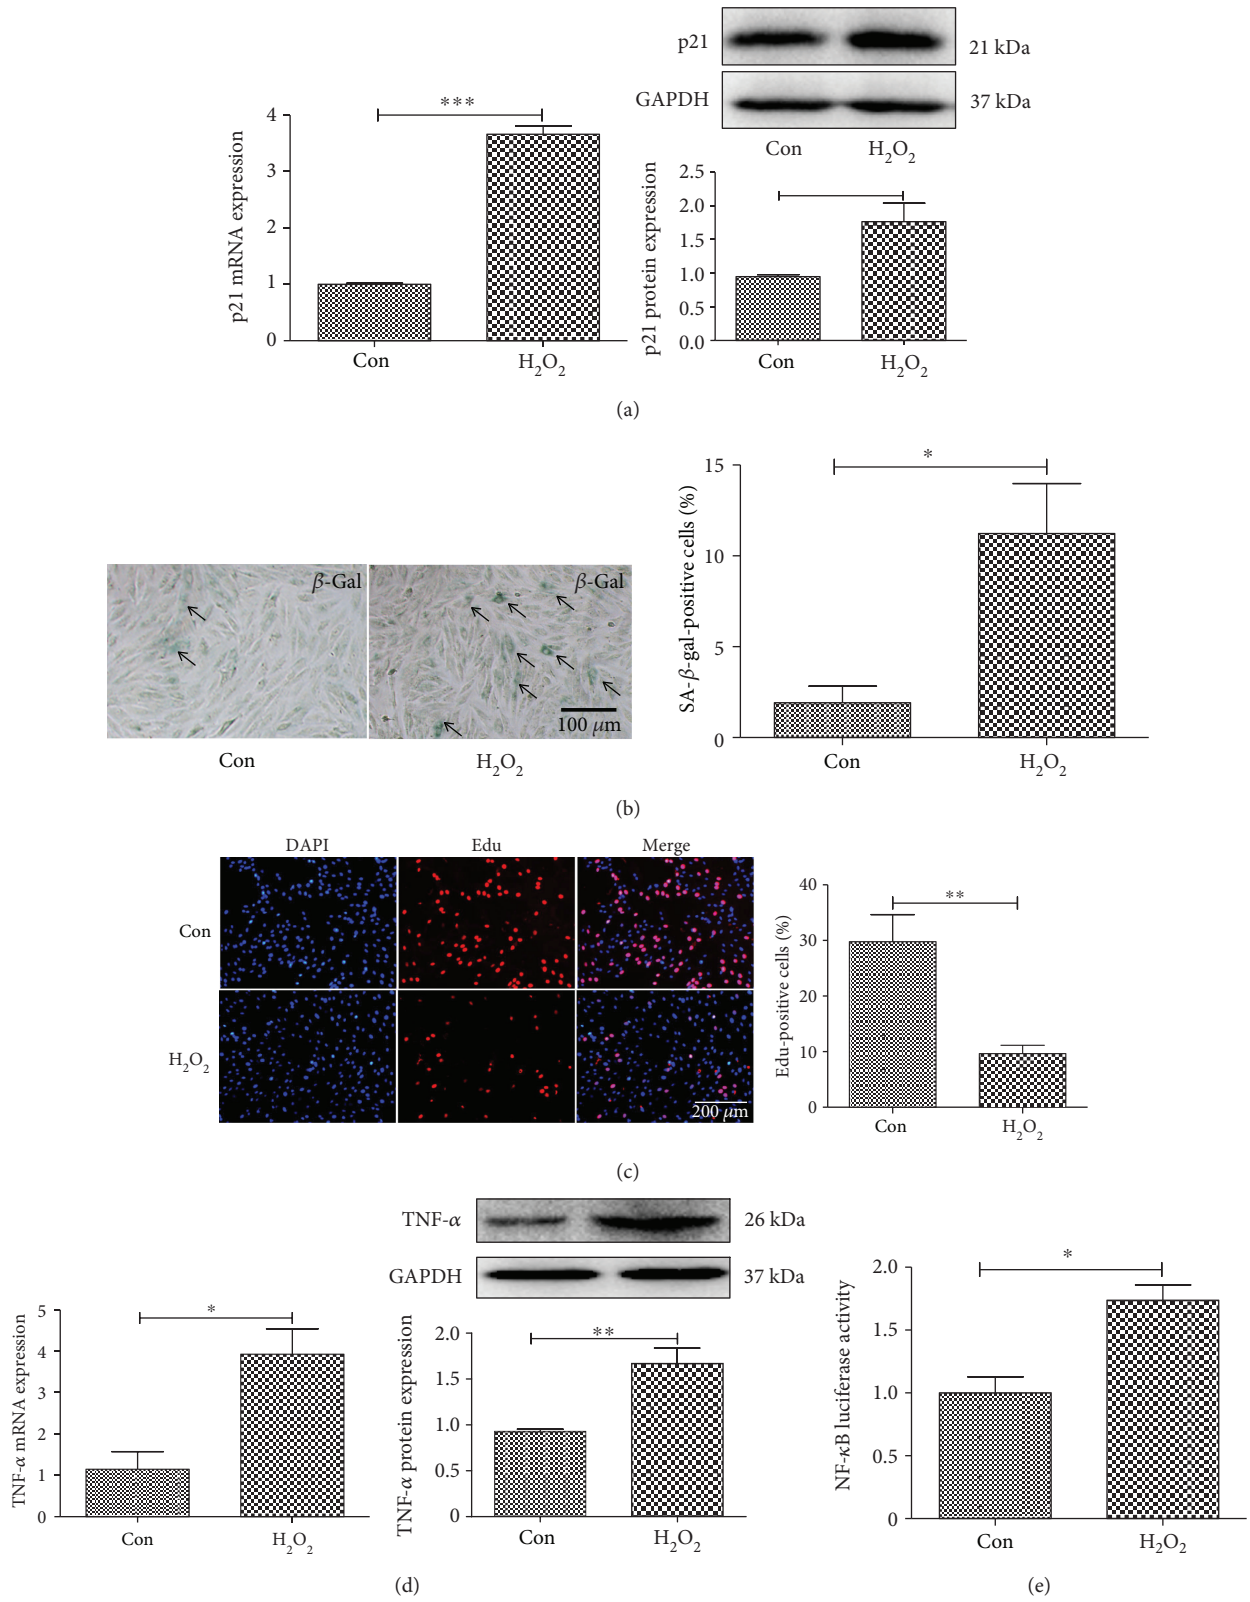 p21
21 kDa
GAPDH
37 kDa
Con
H₂O₂
***
4
3
2
1
0
p21 mRNA expression
Con
H₂O₂
2.5
2.0
1.5
1.0
0.5
0.0
p21 protein expression
Con
H₂O₂
(a)
β-Gal
β-Gal
100 μm
Con
H₂O₂
*
15
10
5
0
SA-β-gal-positive cells (%)
Con
H₂O₂
(b)
DAPI
Edu
Merge
Con
H₂O₂
200 μm
**
40
30
20
10
0
Edu-positive cells (%)
Con
H₂O₂
(c)
*
5
4
3
2
1
0
TNF-α mRNA expression
Con
H₂O₂
TNF-α
26 kDa
GAPDH
37 kDa
**
2.0
1.5
1.0
0.5
0
TNF-α protein expression
Con
H₂O₂
(d)
*
2.0
1.5
1.0
0.5
0
NF-κB luciferase activity
Con
H₂O₂
(e)